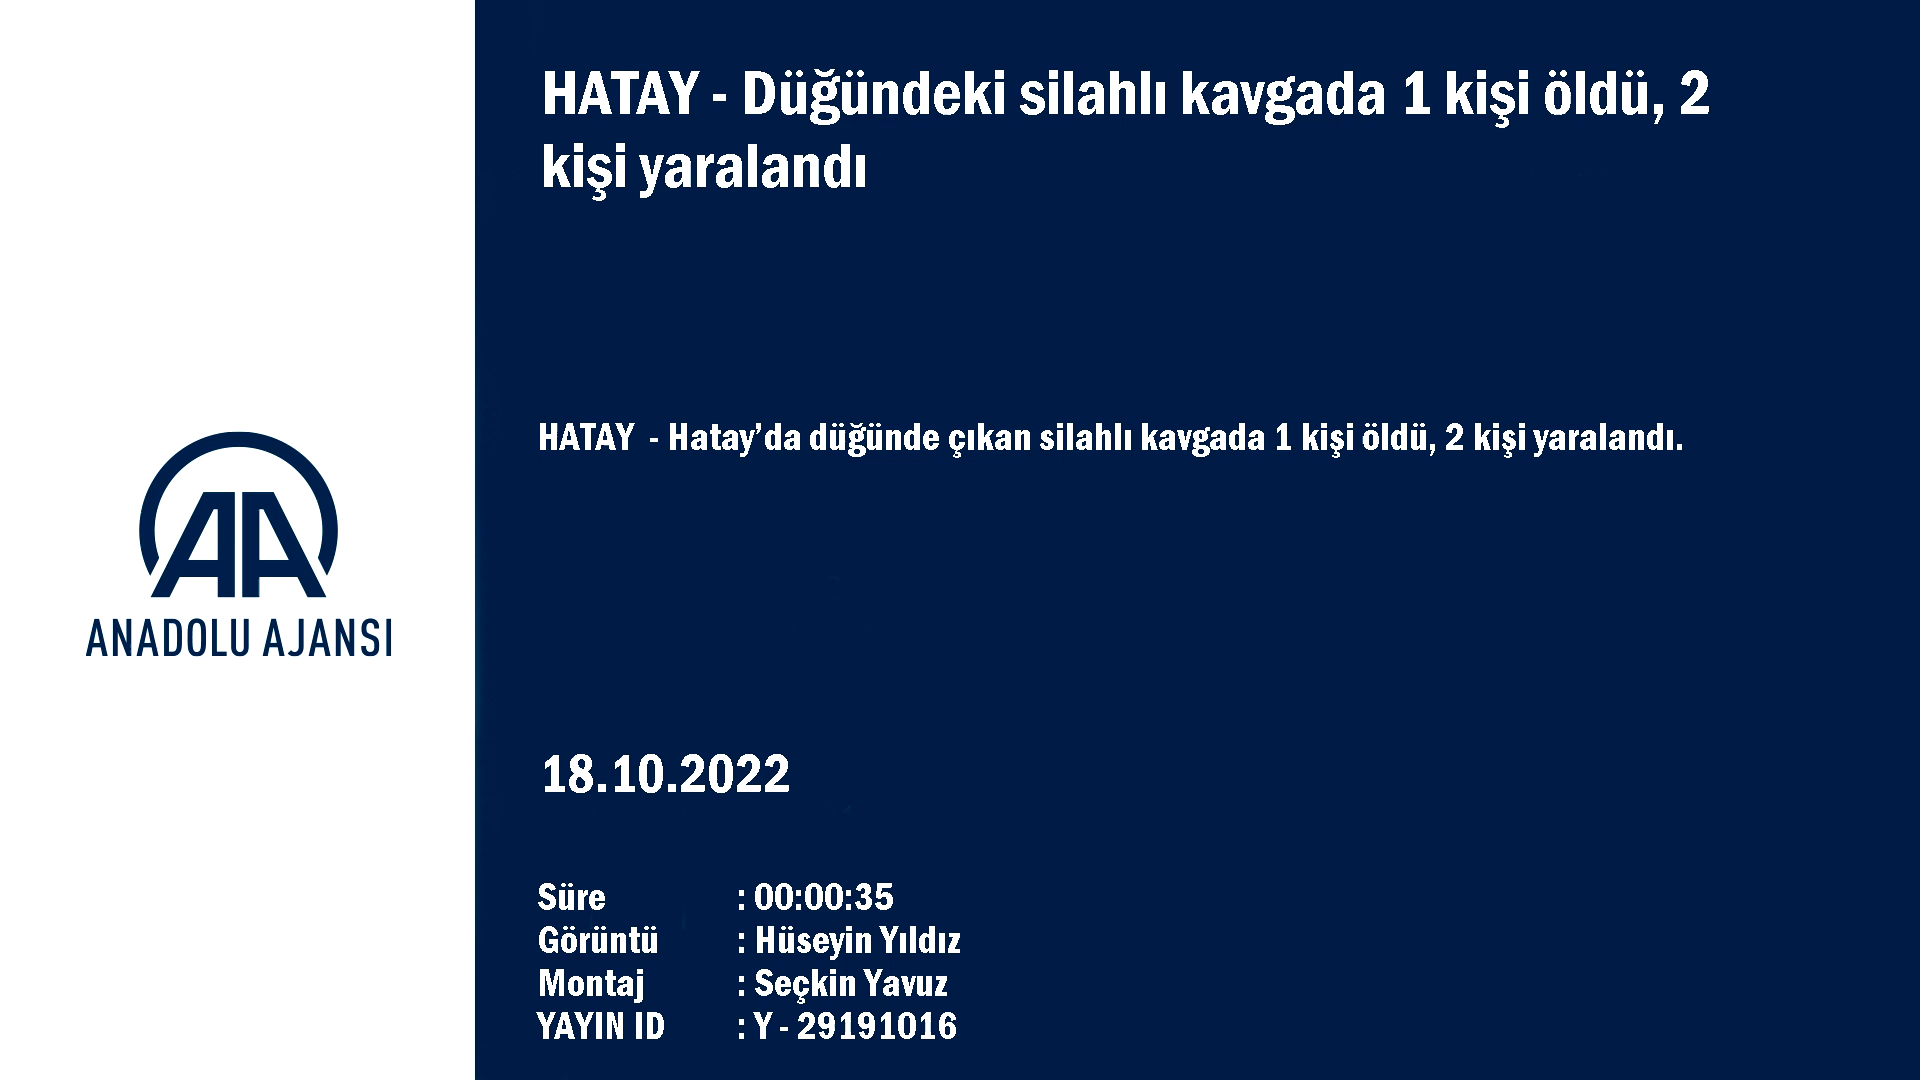 HATAY - Düğündeki silahlı kavgada 1 kişi öldü, 2
kişi yaralandı
HATAY - Hatay’da düğünde çıkan silahlı kavgada 1 kişi öldü, 2 kişi yaralandı.
AA
ANADOLU AJANSI
18.10.2022
Süre : 00:00:35
Görüntü : Hüseyin Yıldız
Montaj : Seçkin Yavuz
YAYIN ID : Y - 29191016